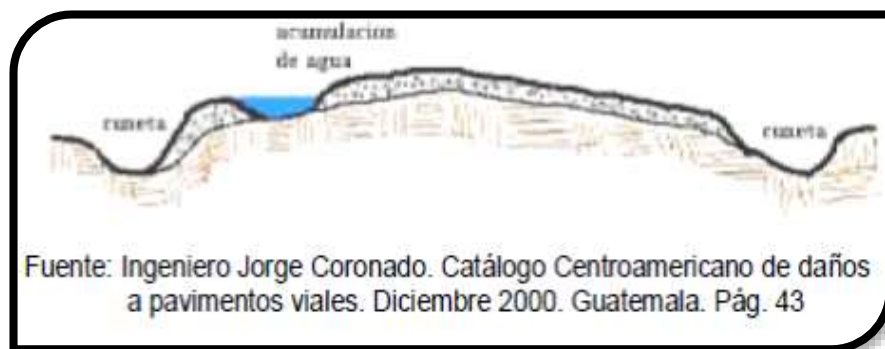 acumulacion
de agua
cuneta
cuneta
Fuente: Ingeniero Jorge Coronado. Catálogo Centroamericano de daños
a pavimentos viales. Diciembre 2000. Guatemala. Pág. 43